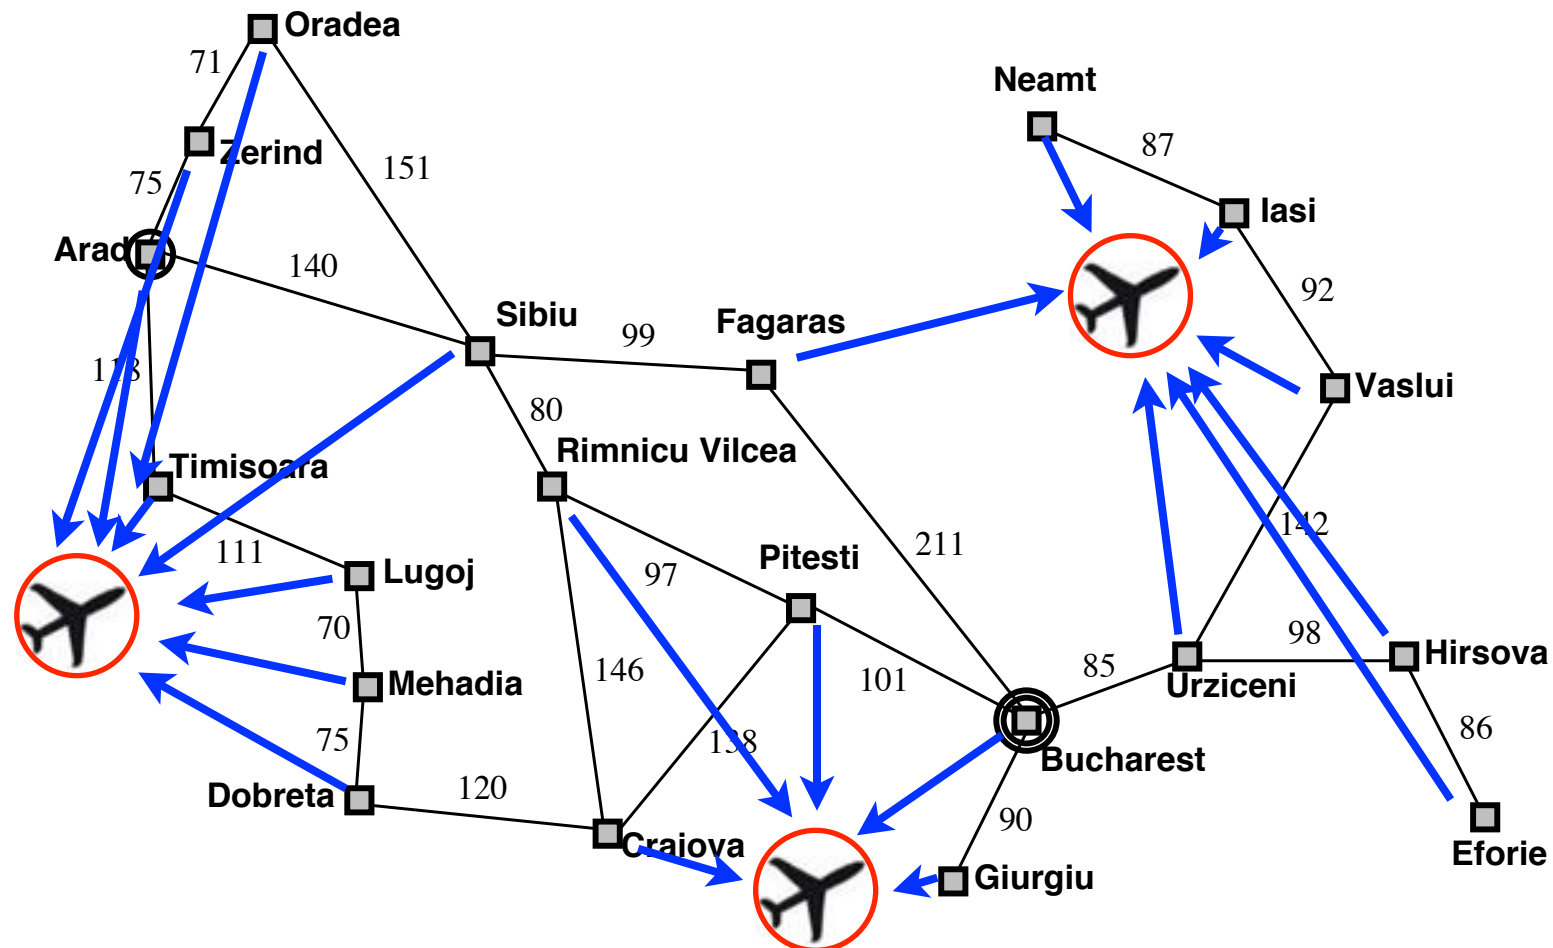 Oradea
71
Neamt
87
Zerind
151
75
Iasi
Arad
140
92
Sibiu
Fagaras
99
118
Vaslui
80
Rimnicu Vilcea
Timisoara
142
111
211
Pitesti
97
Lugoj
70
98
Hirsova
146
101
85
Urziceni
Mehadia
86
75
138
Bucharest
Dobreta
120
90
Craiova
Eforie
Giurgiu